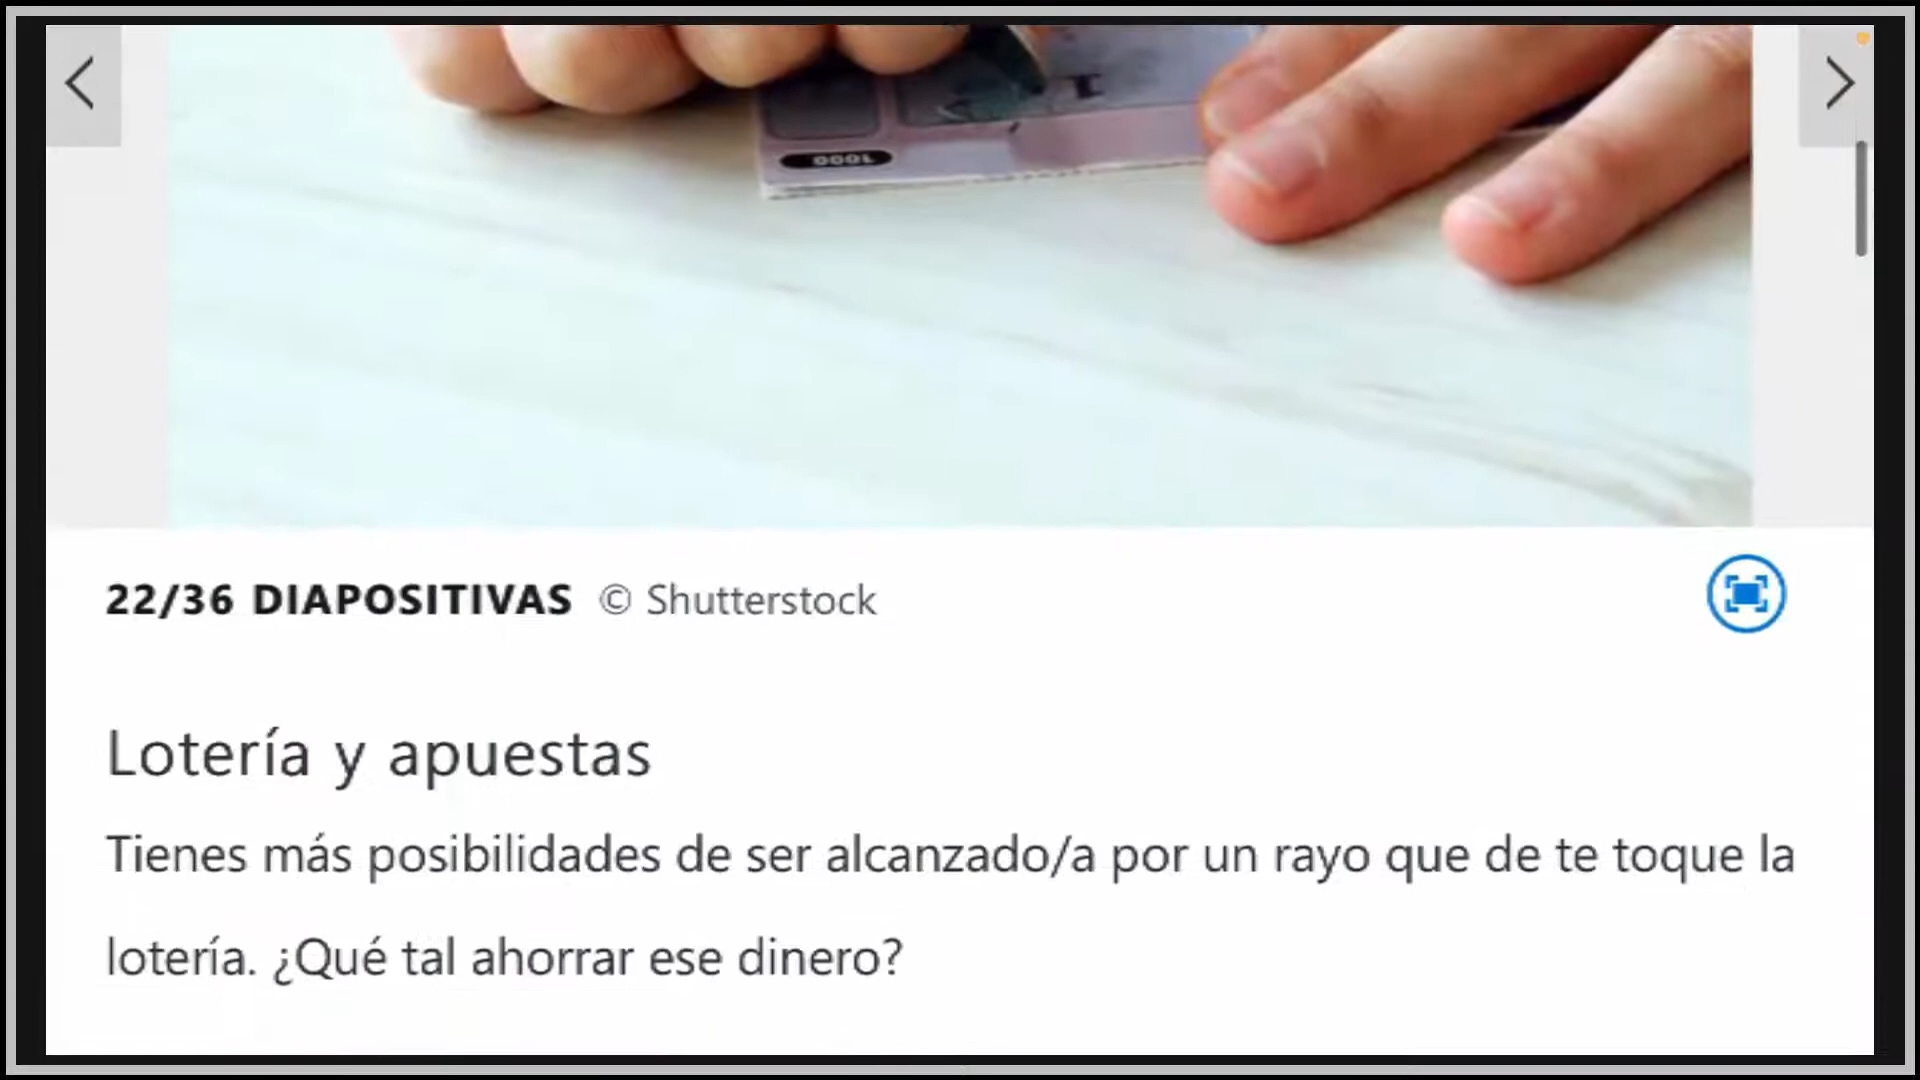 22/36 DIAPOSITIVAS © Shutterstock
Lotería y apuestas
Tienes más posibilidades de ser alcanzado/a por un rayo que de te toque la
lotería. ¿Qué tal ahorrar ese dinero?